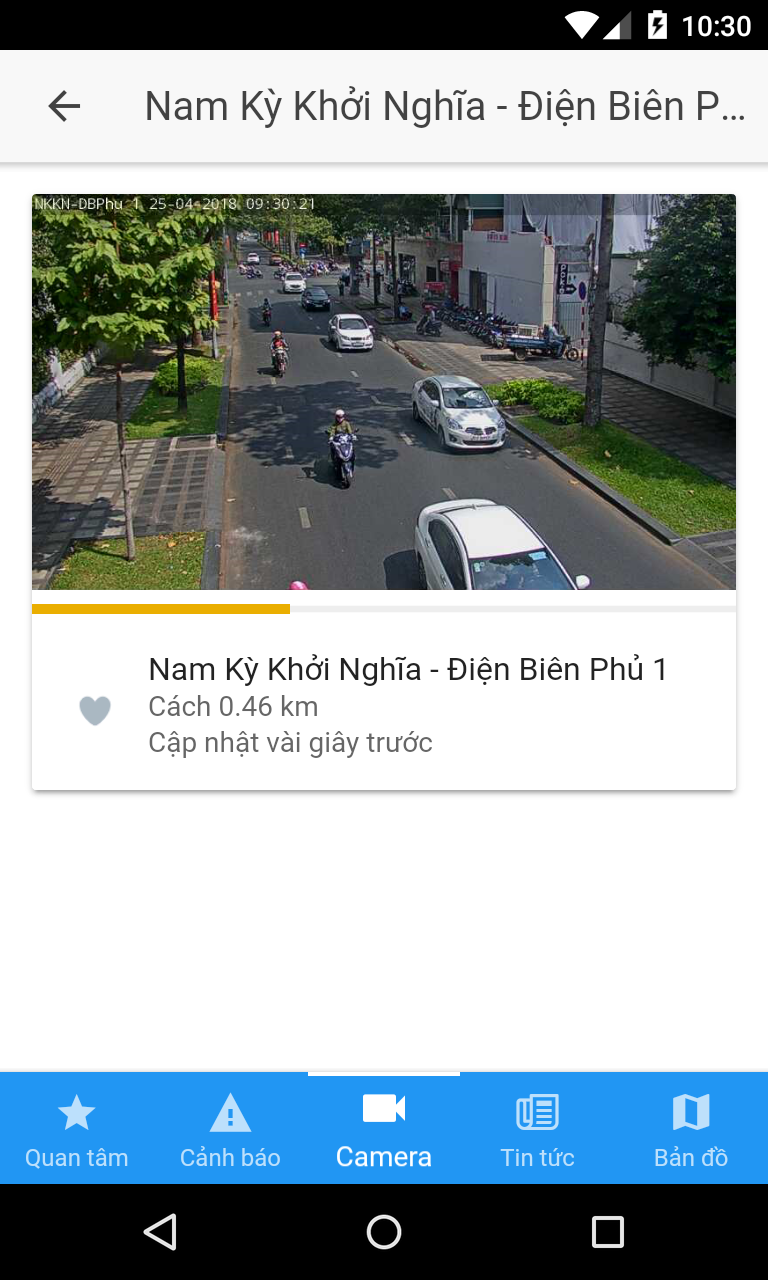 10:30
Nam Kỳ Khởi Nghĩa - Điện Biên P...
NKKN-DBPhu 1 25-04-2018 09:30:21
Nam Kỳ Khởi Nghĩa - Điện Biên Phủ 1
Cách 0.46 km
Cập nhật vài giây trước
Quan tâm
Cảnh báo
Camera
Tin tức
Bản đồ